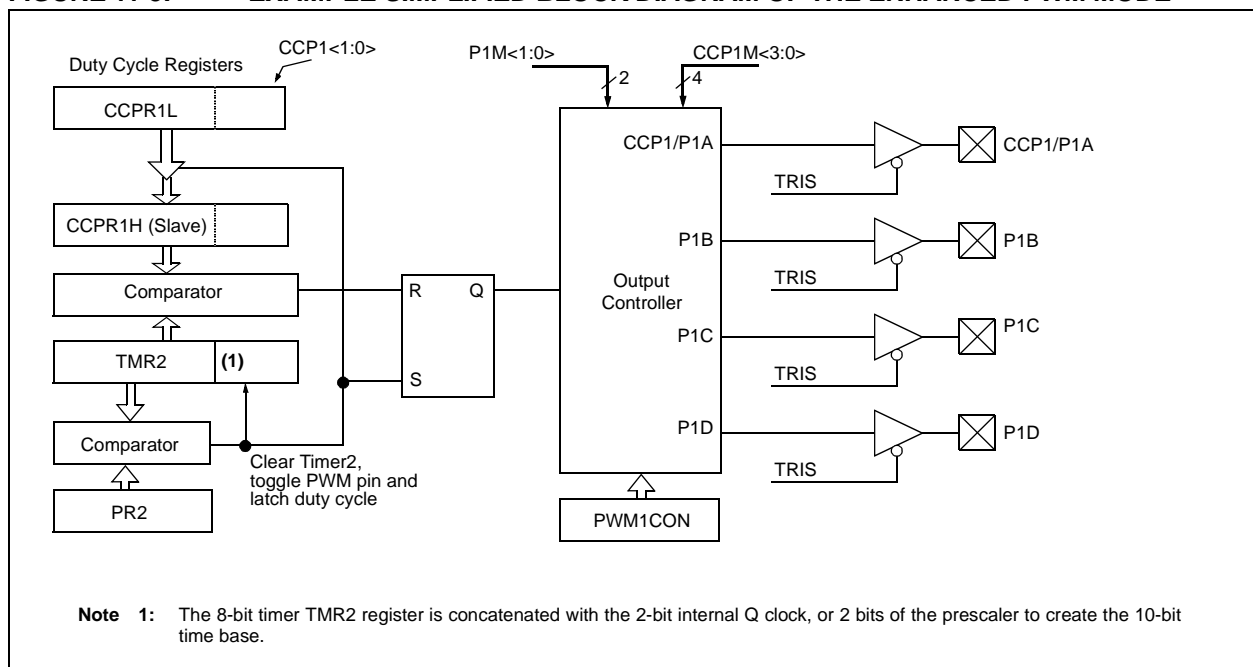 CCP1<1:0>
Duty Cycle Registers
CCPR1L
CCPR1H (Slave)
Comparator
TMR2
(1)
Comparator
PR2
Clear Timer2,
toggle PWM pin and
latch duty cycle
R
Q
S
P1M<1:0>
2
CCP1M<3:0>
4
Output
Controller
CCP1/P1A
P1B
P1C
P1D
PWM1CON
TRIS
CCP1/P1A
TRIS
P1B
TRIS
P1C
TRIS
P1D
Note 1: The 8-bit timer TMR2 register is concatenated with the 2-bit internal Q clock, or 2 bits of the prescaler to create the 10-bit
time base.